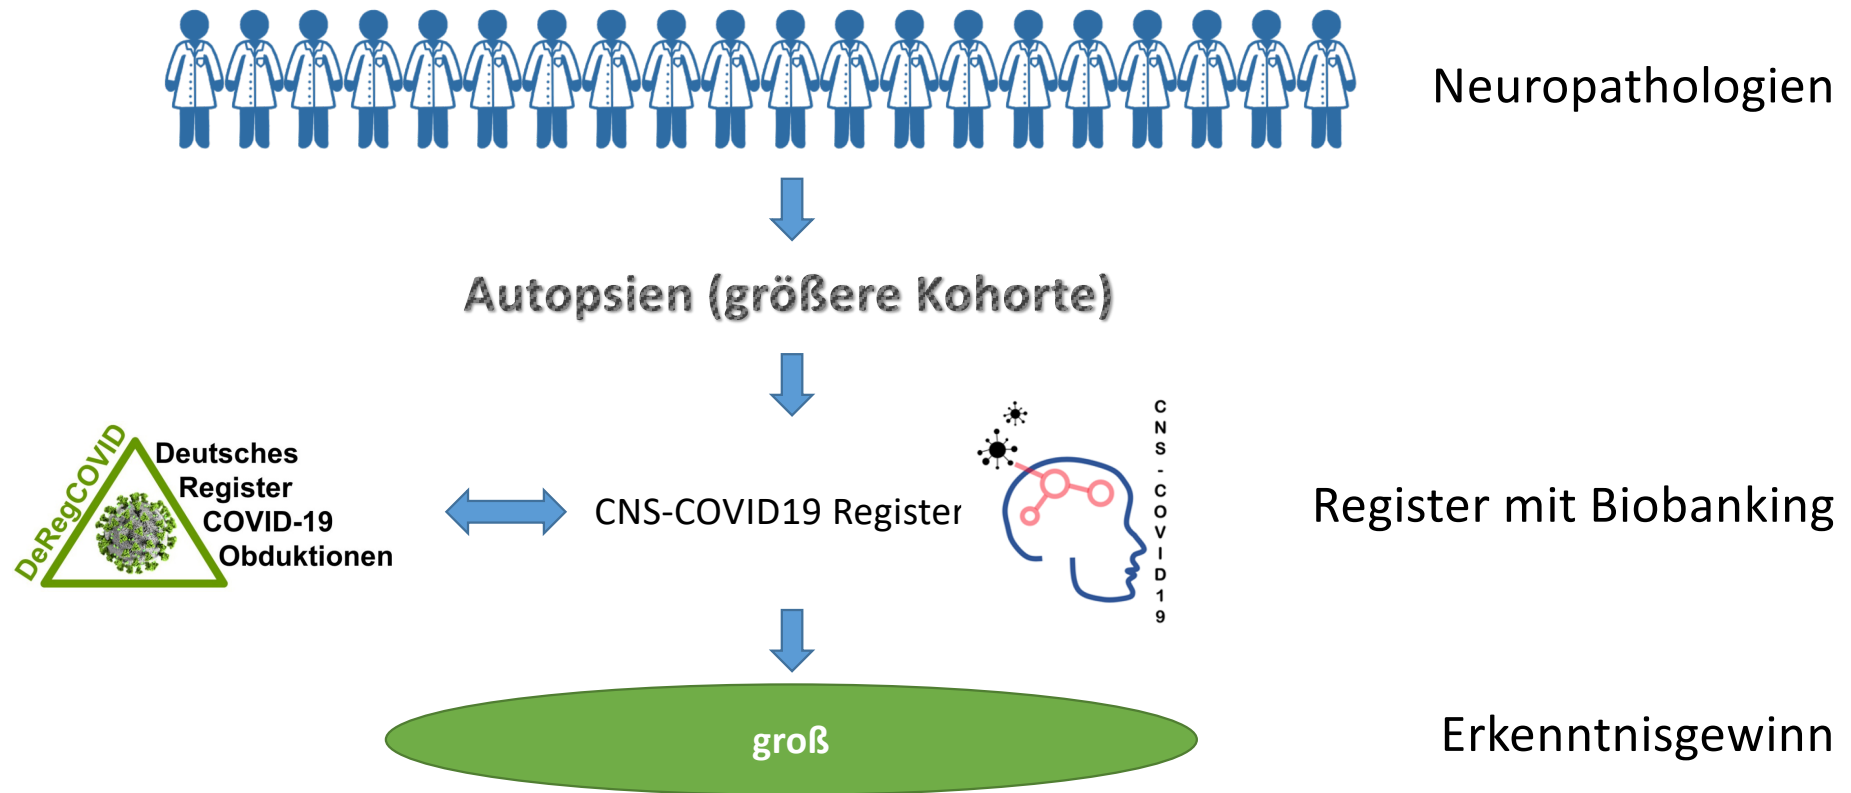 Neuropathologien
Autopsien (größere Kohorte)
DeRegCOVID
Deutsches
Register
COVID-19
Obduktionen
CNS-COVID19 Register
CNS-COVID19
Register mit Biobanking
groß
Erkenntnisgewinn